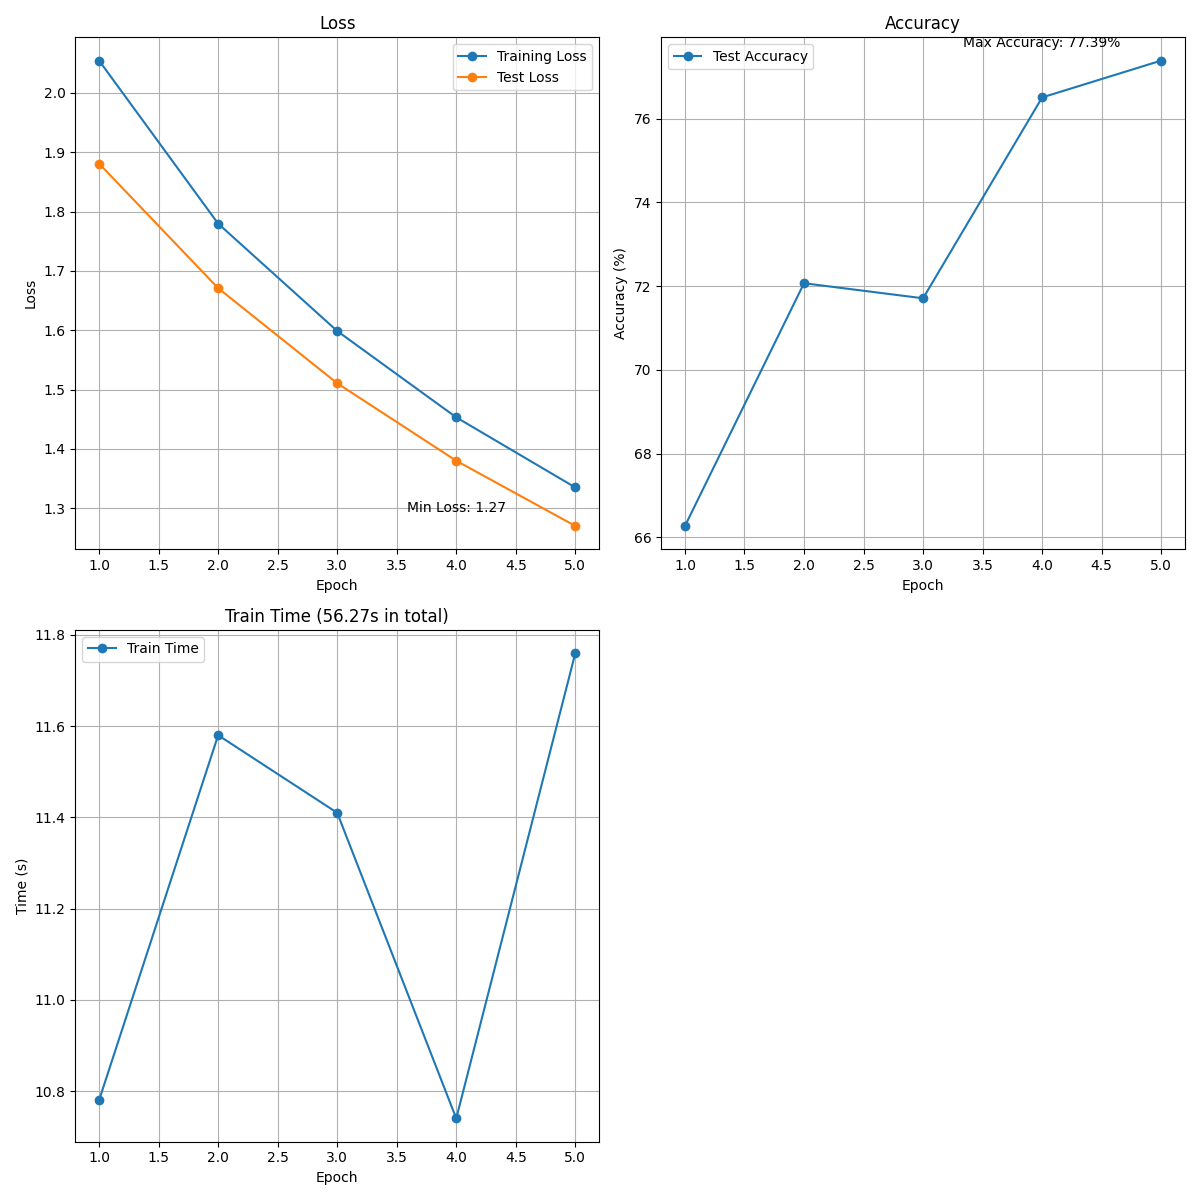 Loss
Training Loss
Test Loss
2.0
1.9
1.8
1.7
1.6
1.5
1.4
1.3
Loss
Min Loss: 1.27
1.0 1.5 2.0 2.5 3.0 3.5 4.0 4.5 5.0
Epoch
Accuracy
Max Accuracy: 77.39%
Test Accuracy
76
74
72
70
68
66
Accuracy (%)
1.0 1.5 2.0 2.5 3.0 3.5 4.0 4.5 5.0
Epoch
Train Time (56.27s in total)
Train Time
11.8
11.6
11.4
11.2
11.0
10.8
Time (s)
1.0 1.5 2.0 2.5 3.0 3.5 4.0 4.5 5.0
Epoch